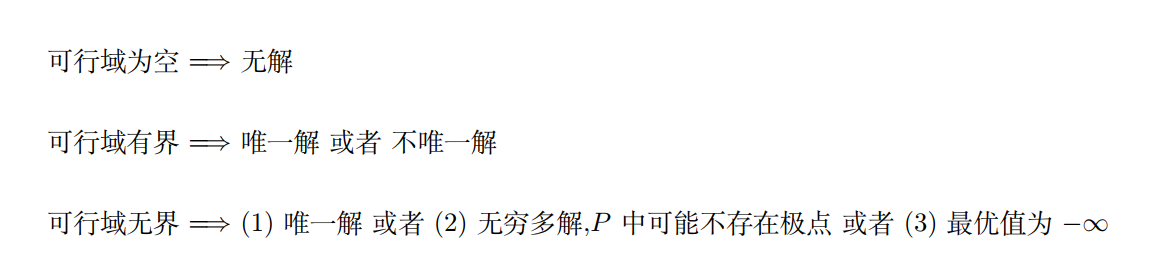 可行域为空 ⟹ 无解
可行域有界 ⟹ 唯一解 或者 不唯一解
可行域无界 ⟹ (1) 唯一解 或者 (2) 无穷多解,P 中可能不存在极点 或者 (3) 最优值为 −∞